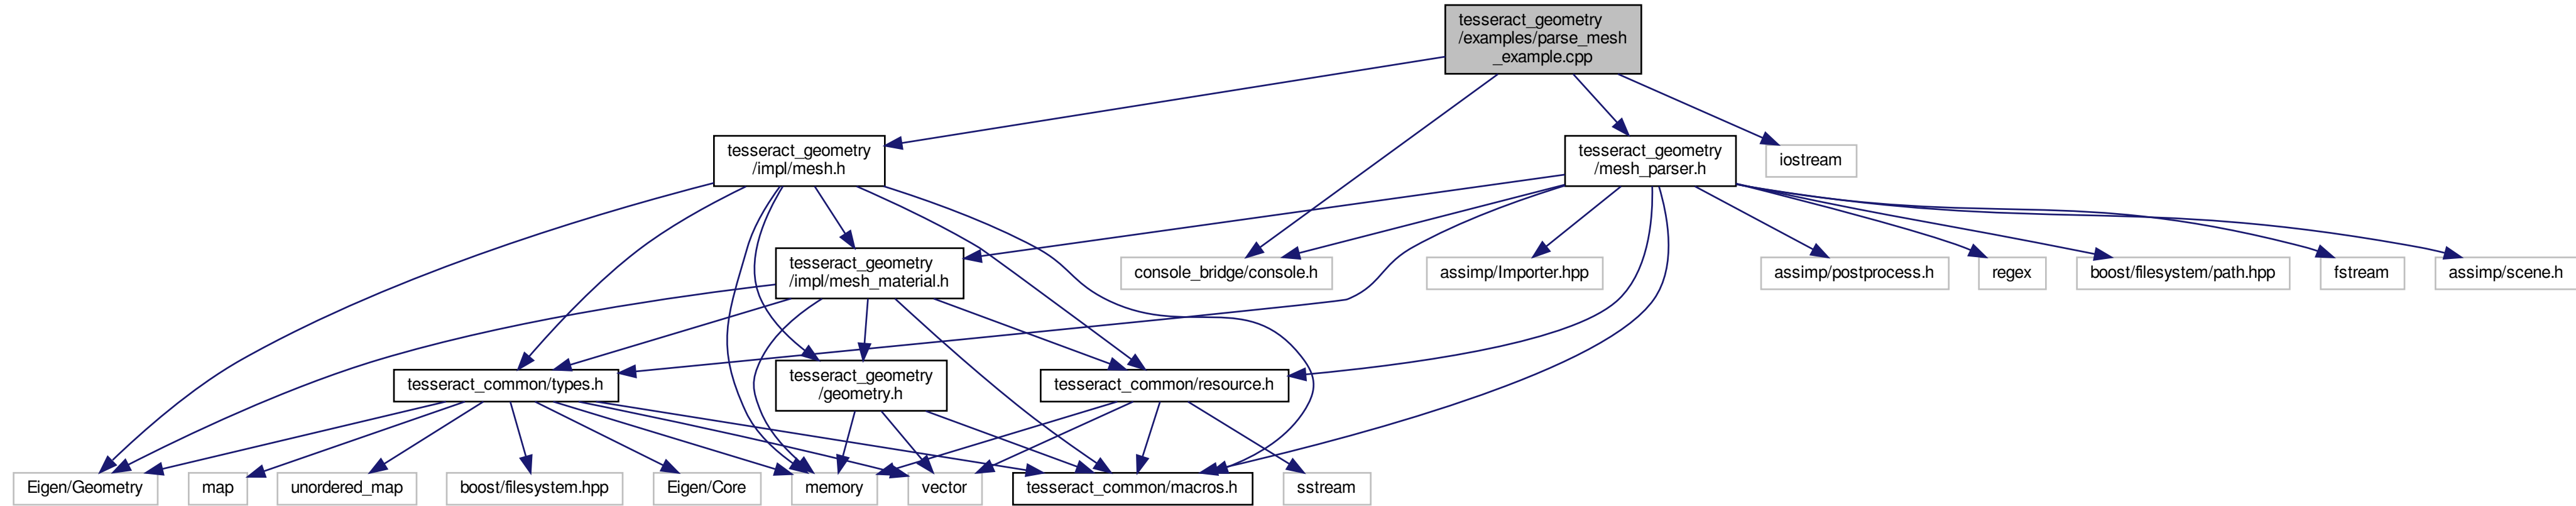 tesseract_geometry
/examples/parse_mesh
_example.cpp
tesseract_geometry
/impl/mesh.h
tesseract_geometry
/mesh_parser.h
iostream
tesseract_geometry
/impl/mesh_material.h
console_bridge/console.h
assimp/Importer.hpp
assimp/postprocess.h
regex
boost/filesystem/path.hpp
fstream
assimp/scene.h
tesseract_common/types.h
tesseract_geometry
/geometry.h
tesseract_common/resource.h
Eigen/Geometry
map
unordered_map
boost/filesystem.hpp
Eigen/Core
memory
vector
tesseract_common/macros.h
sstream